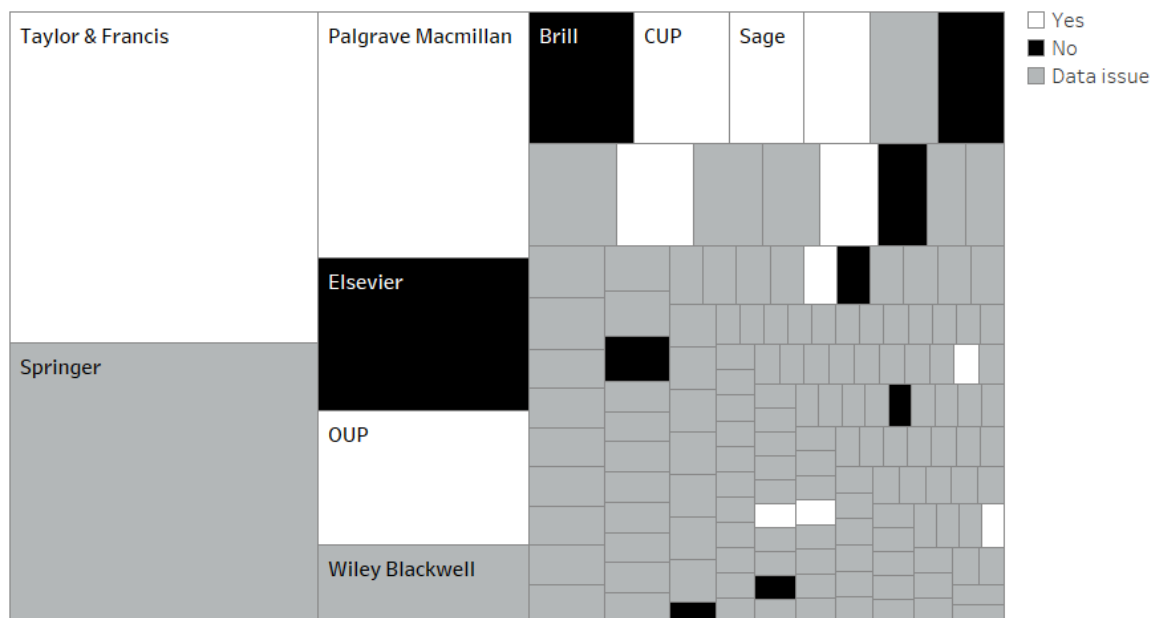 Taylor & Francis
Palgrave Macmillan
Brill
CUP
Sage
Yes
No
Data issue
Elsevier
Springer
OUP
Wiley Blackwell